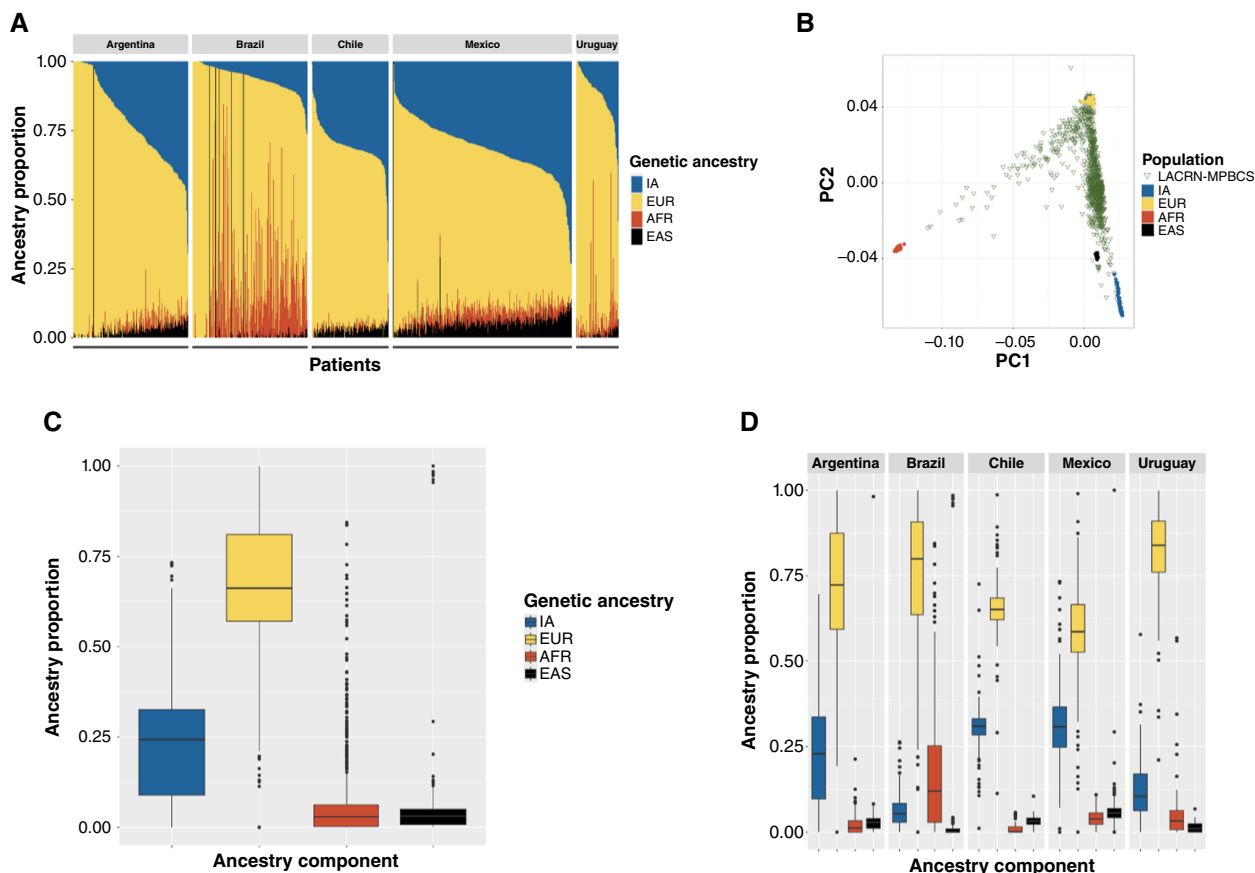 A
Argentina Brazil Chile Mexico Uruguay
1.00
0.75
0.50
0.25
0.00
Ancestry proportion
Patients
Genetic ancestry
IA
EUR
AFR
EAS
B
0.04
0.00
−0.04
PC2
−0.10 −0.05 0.00
PC1
Population
LACRN-MPBCS
IA
EUR
AFR
EAS
C
1.00
0.75
0.50
0.25
0.00
Ancestry proportion
Ancestry component
Genetic ancestry
IA
EUR
AFR
EAS
D
Argentina Brazil Chile Mexico Uruguay
1.00
0.75
0.50
0.25
0.00
Ancestry proportion
Ancestry component